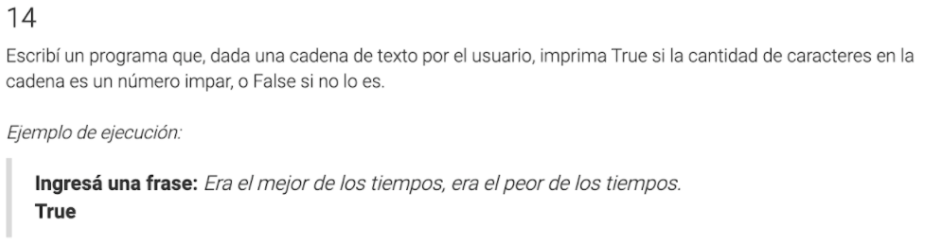 14
Escribí un programa que, dada una cadena de texto por el usuario, imprima True si la cantidad de caracteres en la
cadena es un número impar, o False si no lo es.
Ejemplo de ejecución:
Ingresá una frase: Era el mejor de los tiempos, era el peor de los tiempos.
True